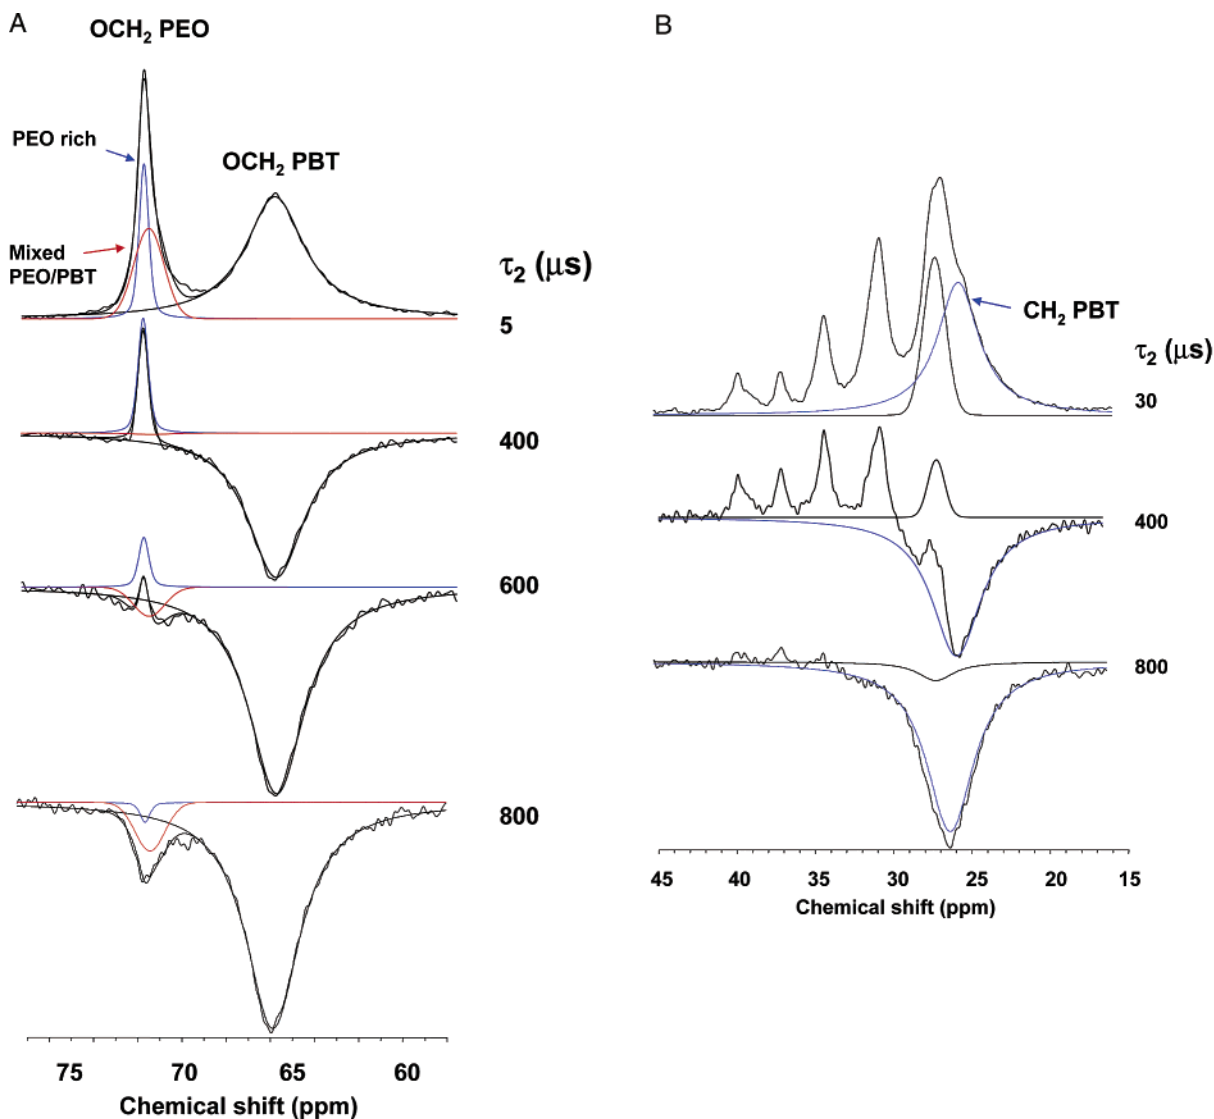 A
OCH₂ PEO
PEO rich
OCH₂ PBT
Mixed
PEO/PBT
τ₂ (μs)
5
400
600
800
75 70 65 60
Chemical shift (ppm)
B
CH₂ PBT
τ₂ (μs)
30
400
800
45 40 35 30 25 20 15
Chemical shift (ppm)